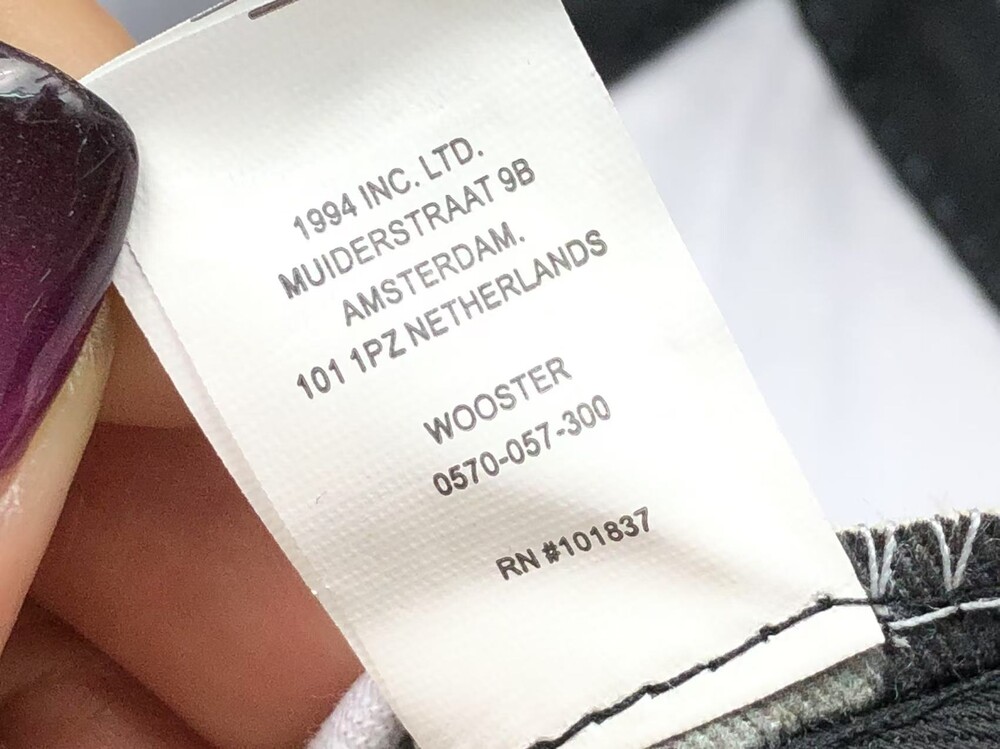 1994 INC. LTD.
MUIDERSTRAAT 9B
AMSTERDAM.
101 1PZ NETHERLANDS
WOOSTER
0570-057-300
RN #101837